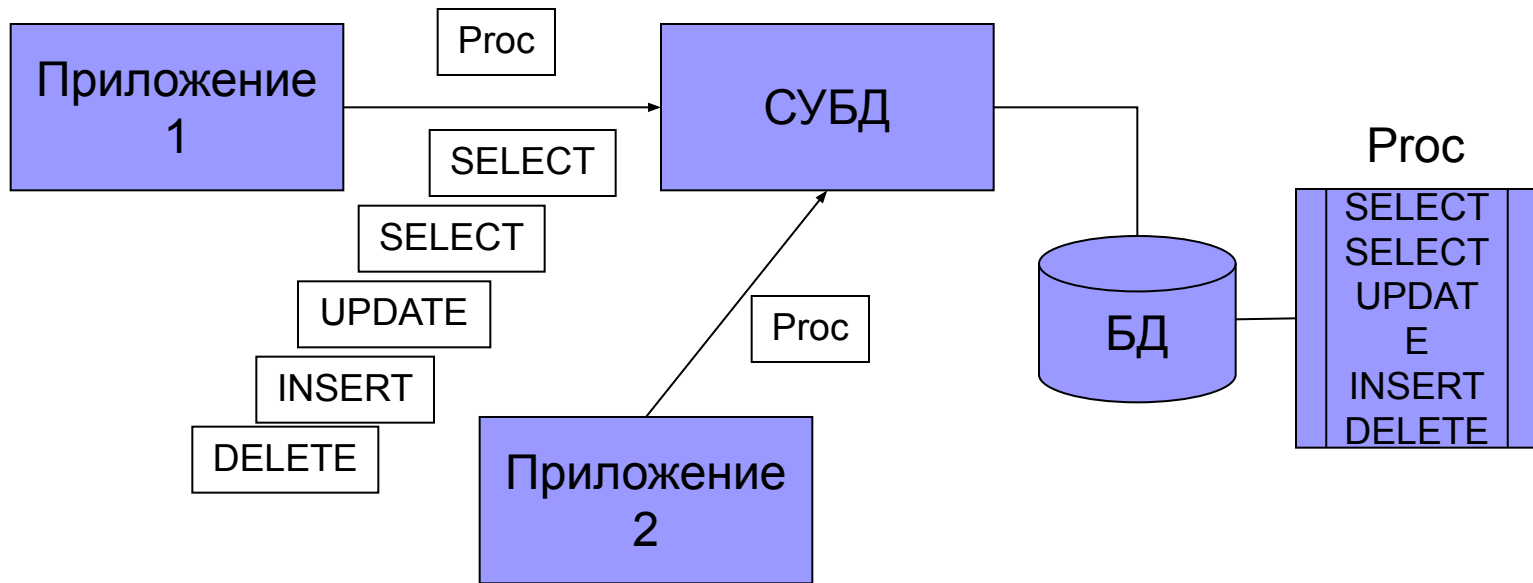 Proc
Приложение
1
СУБД
SELECT
Proc
SELECT
SELECT
SELECT
UPDAT
E
INSERT
DELETE
UPDATE
Proc
БД
INSERT
DELETE
Приложение
2